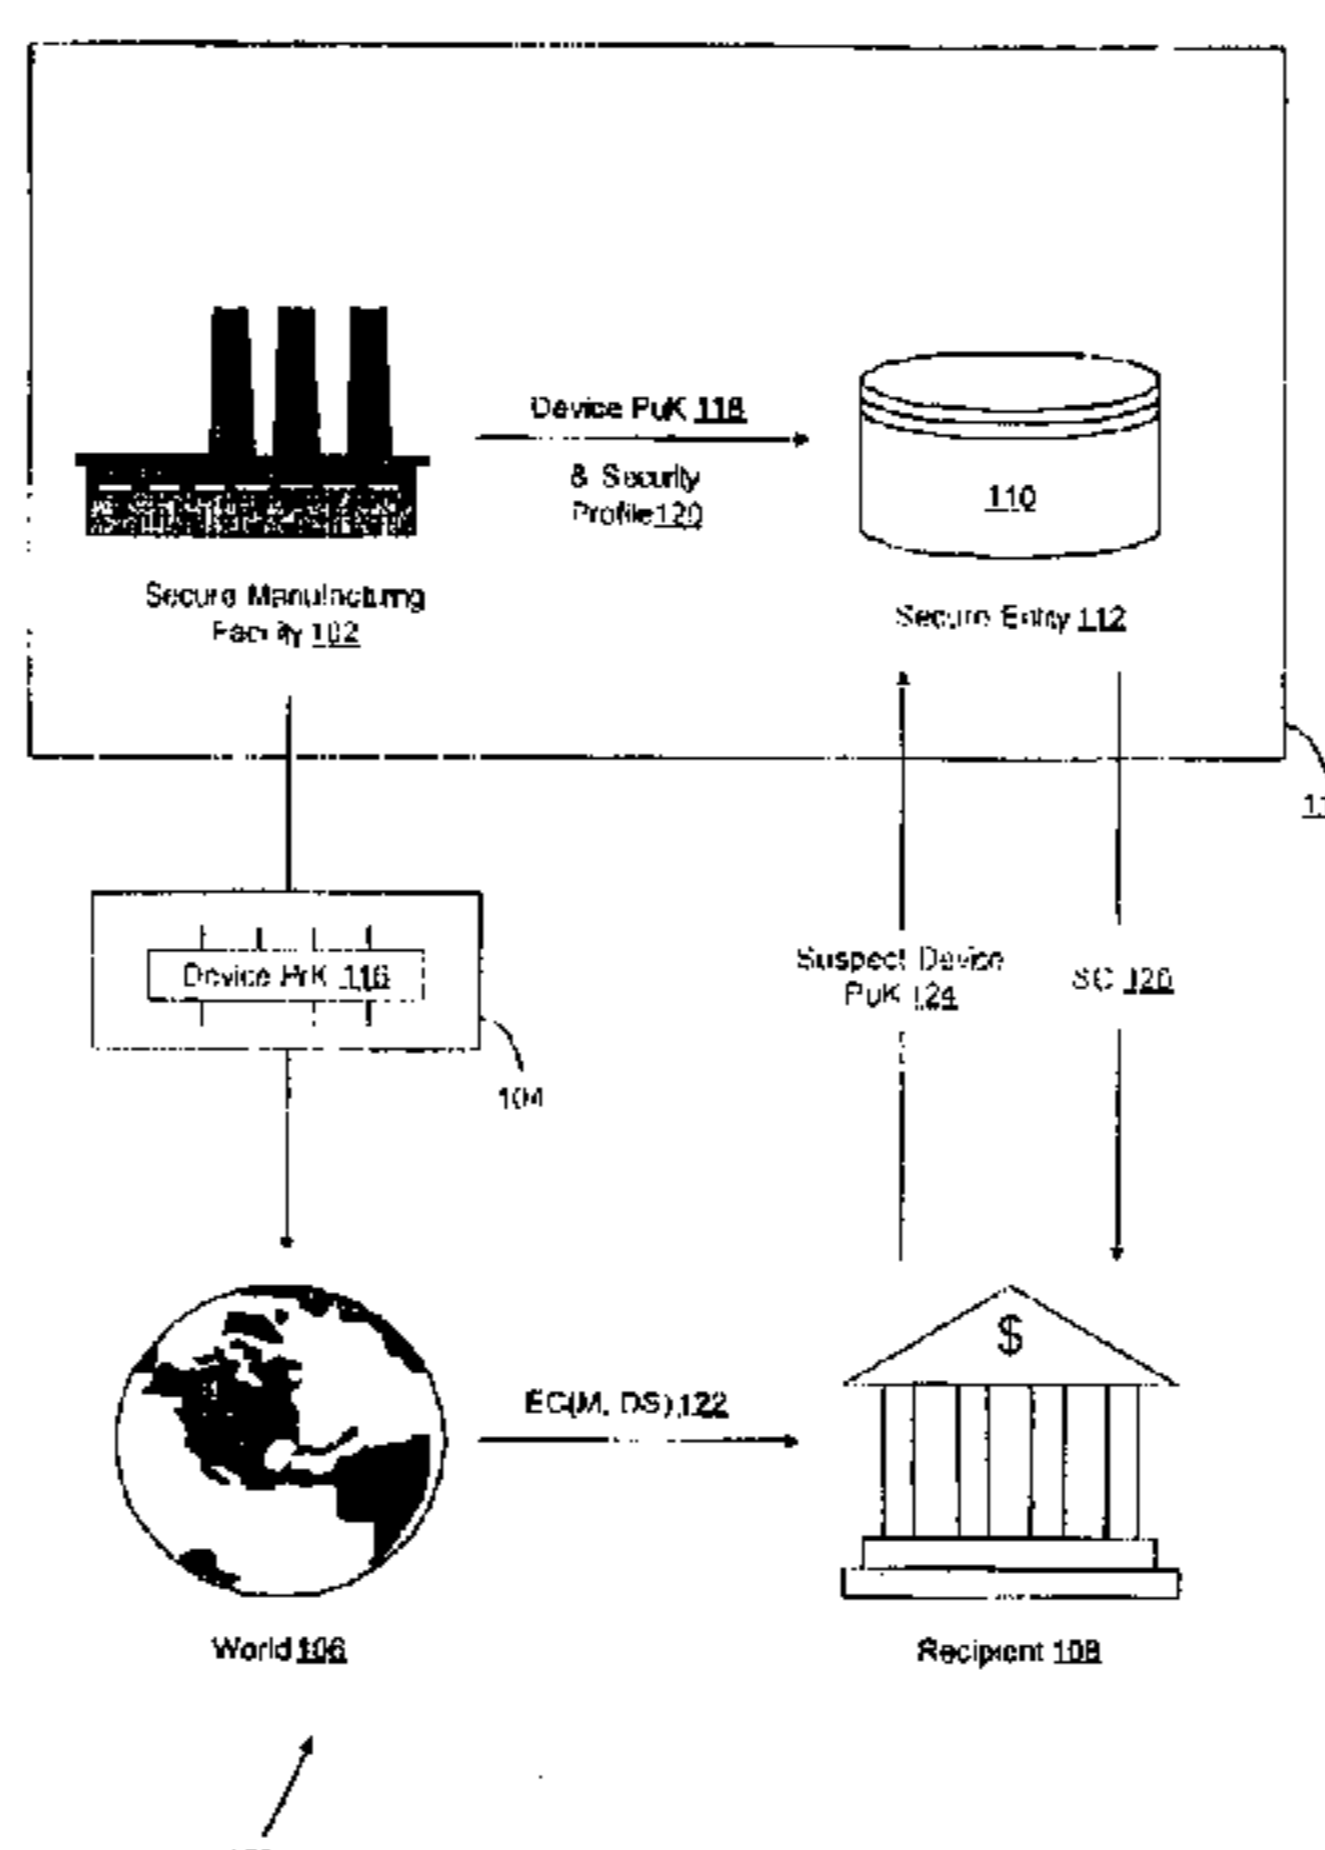 Device PuK 118
& Security
Profile 120
110
Secure Manufacturing
Facility 102
Secure Entity 112
Device PrK 116
Suspect Device
PuK 124
SC 126
104
EC(M, DS) 122
$
World 106
Recipient 108